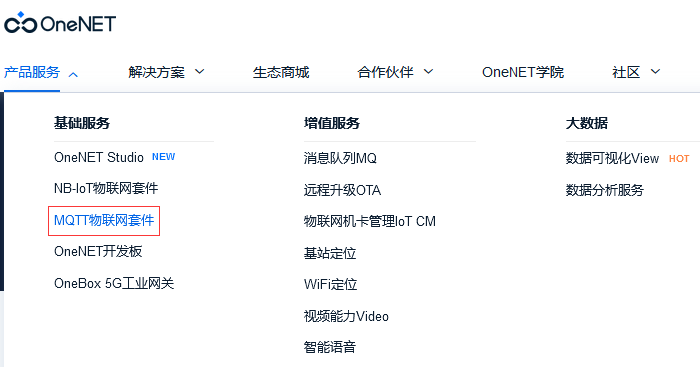 OneNET
产品服务 解决方案 生态商城 合作伙伴 OneNET学院 社区
基础服务
OneNET Studio NEW
NB-IoT物联网套件
MQTT物联网套件
OneNET开发板
OneBox 5G工业网关
增值服务
消息队列MQ
远程升级OTA
物联网机卡管理IoT CM
基站定位
WiFi定位
视频能力Video
智能语音
大数据
数据可视化View HOT
数据分析服务